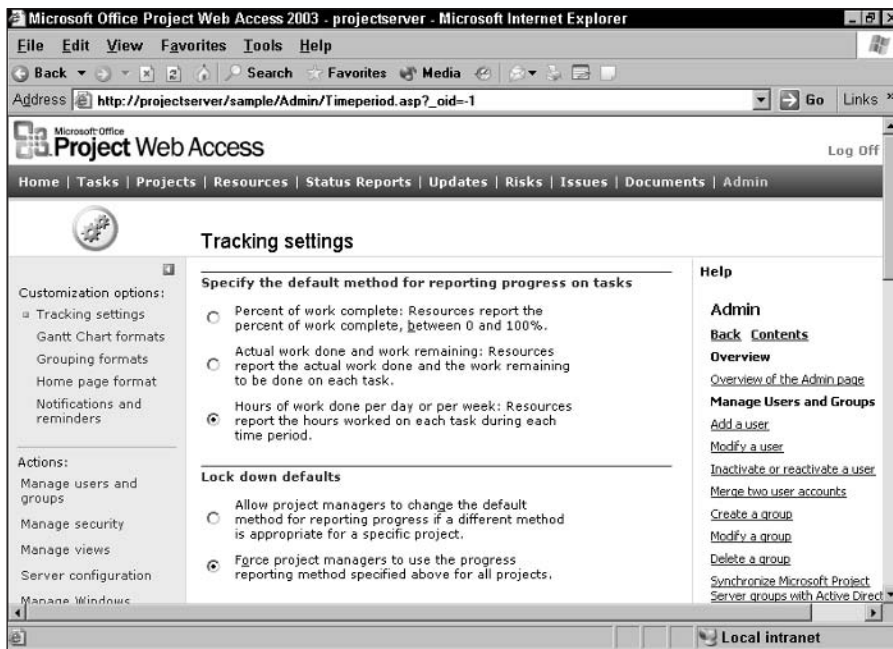 Microsoft Office Project Web Access 2003 - projectserver - Microsoft Internet Explorer
File Edit View Favorites Tools Help
Back Search Favorites Media
Address http://projectserver/sample/Admin/Timeperiod.asp?_oid=-1 Go Links »
Microsoft Office
Project Web Access
Log Off
Home | Tasks | Projects | Resources | Status Reports | Updates | Risks | Issues | Documents | Admin
Tracking settings
Customization options:
Tracking settings
Gantt Chart formats
Grouping formats
Home page format
Notifications and
reminders
Actions:
Manage users and
groups
Manage security
Manage views
Server configuration
Manage Windows
Specify the default method for reporting progress on tasks
Percent of work complete: Resources report the
percent of work complete, between 0 and 100%.
Actual work done and work remaining: Resources
report the actual work done and the work remaining
to be done on each task.
Hours of work done per day or per week: Resources
report the hours worked on each task during each
time period.
Lock down defaults
Allow project managers to change the default
method for reporting progress if a different method
is appropriate for a specific project.
Force project managers to use the progress
reporting method specified above for all projects.
Help
Admin
Back Contents
Overview
Overview of the Admin page
Manage Users and Groups
Add a user
Modify a user
Inactivate or reactivate a user
Merge two user accounts
Create a group
Modify a group
Delete a group
Synchronize Microsoft Project
Server groups with Active Direct
Local intranet